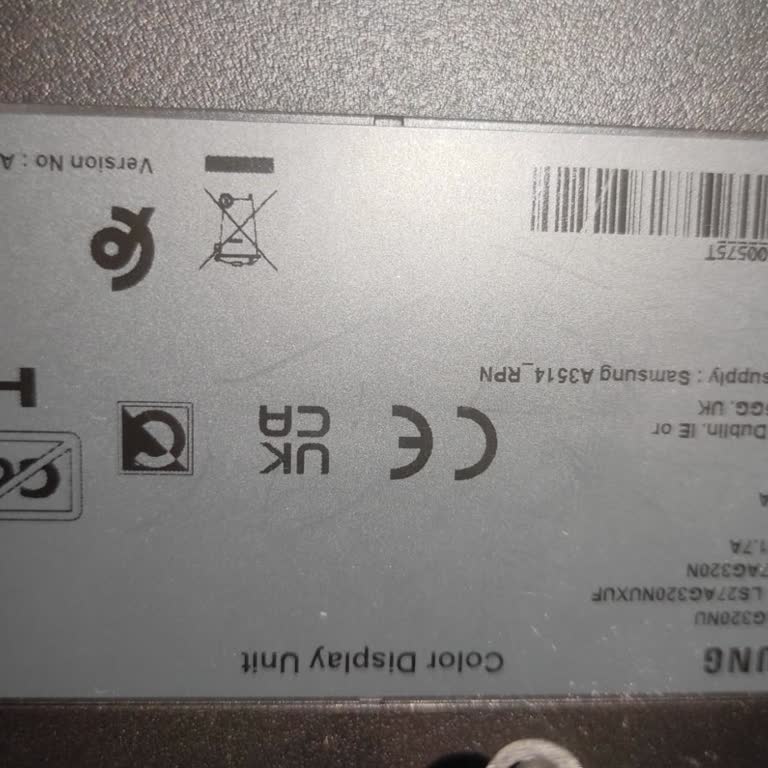 UNG
Color Display Unit
G320NU
LS27AG320NUXUF
7AG320N
1.7A
A
Dublin. IE or
GG. UK
supply : Samsung A3514_RPN
CE
UK
CA
T
00575T
Version No : A